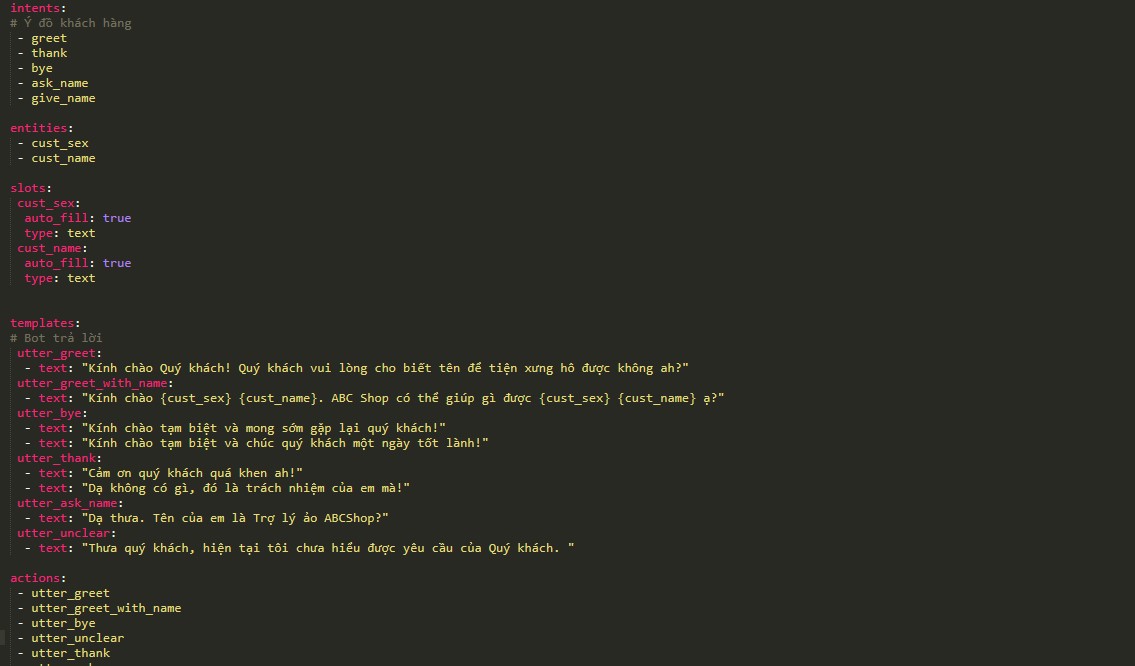 intents:
# Ý đồ khách hàng
- greet
- thank
- bye
- ask_name
- give_name
entities:
- cust_sex
- cust_name
slots:
cust_sex:
auto_fill: true
type: text
cust_name:
auto_fill: true
type: text
templates:
# Bot trả lời
utter_greet:
- text: "Kính chào Quý khách! Quý khách vui lòng cho biết tên để tiện xưng hô được không ah?"
utter_greet_with_name:
- text: "Kính chào {cust_sex} {cust_name}. ABC Shop có thể giúp gì được {cust_sex} {cust_name} ạ?"
utter_bye:
- text: "Kính chào tạm biệt và mong sớm gặp lại quý khách!"
- text: "Kính chào tạm biệt và chúc quý khách một ngày tốt lành!"
utter_thank:
- text: "Cảm ơn quý khách quá khen ah!"
- text: "Dạ không có gì, đó là trách nhiệm của em mà!"
utter_ask_name:
- text: "Dạ thưa. Tên của em là Trợ lý ảo ABCShop?"
utter_unclear:
- text: "Thưa quý khách, hiện tại tôi chưa hiểu được yêu cầu của Quý khách. "
actions:
- utter_greet
- utter_greet_with_name
- utter_bye
- utter_unclear
- utter_thank